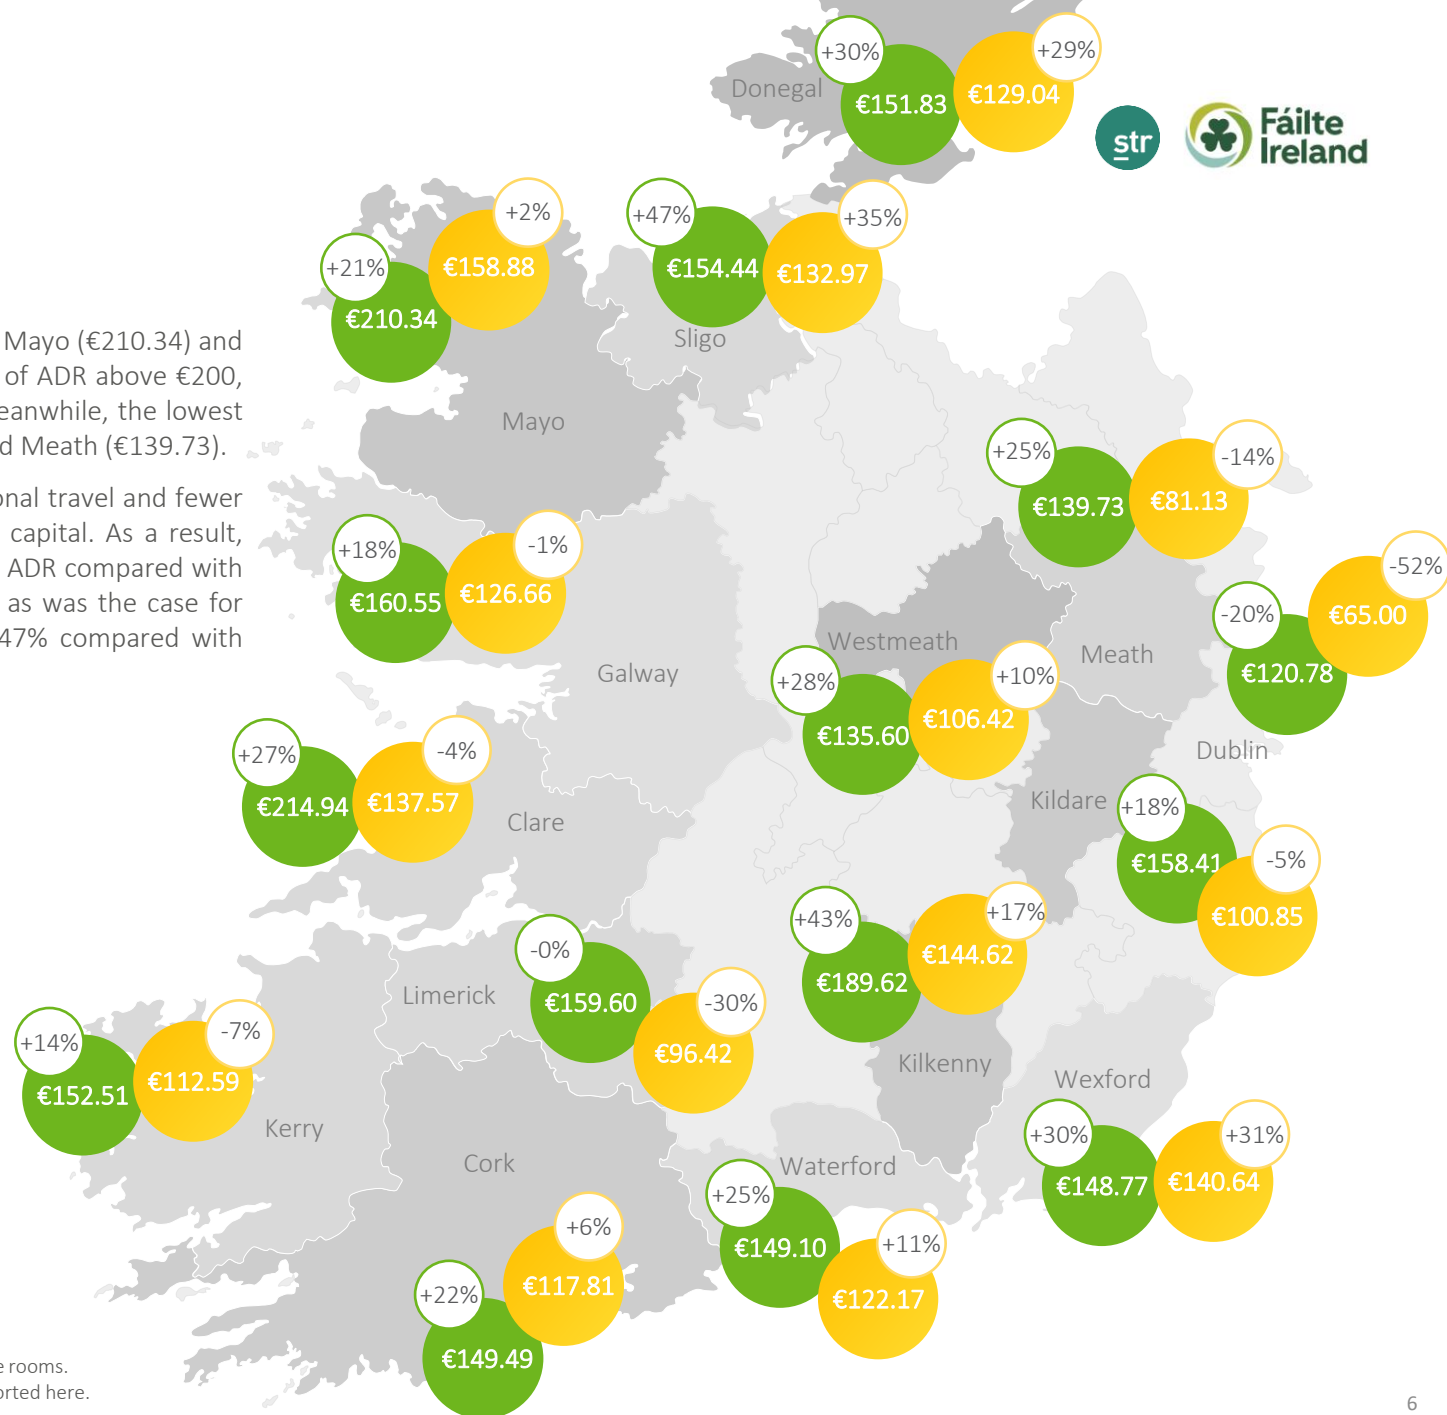 +30%
+29%
Donegal
€151.83
€129.04
str
Fáilte
Ireland
+2%
+47%
+35%
+21%
€158.88
€154.44
€132.97
€210.34
Sligo
Mayo (€210.34) and
of ADR above €200,
eanwhile, the lowest
d Meath (€139.73).
Mayo
+25%
-14%
€139.73
€81.13
onal travel and fewer
capital. As a result,
ADR compared with
as was the case for
47% compared with
+18%
-1%
€160.55
€126.66
-52%
-20%
€65.00
€120.78
Westmeath
Meath
Galway
+28%
+10%
€135.60
€106.42
Dublin
+27%
-4%
€214.94
€137.57
Clare
Kildare
+18%
€158.41
-5%
€100.85
+43%
+17%
€189.62
€144.62
-0%
Limerick
€159.60
-30%
€96.42
+14%
-7%
€152.51
€112.59
Kerry
Kilkenny
Wexford
+30%
+31%
€148.77
€140.64
Cork
Waterford
+25%
€149.10
+11%
€122.17
+6%
€117.81
+22%
€149.49
e rooms.
orted here.
6